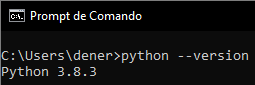 Prompt de Comando
C:\Users\dener>python --version
Python 3.8.3